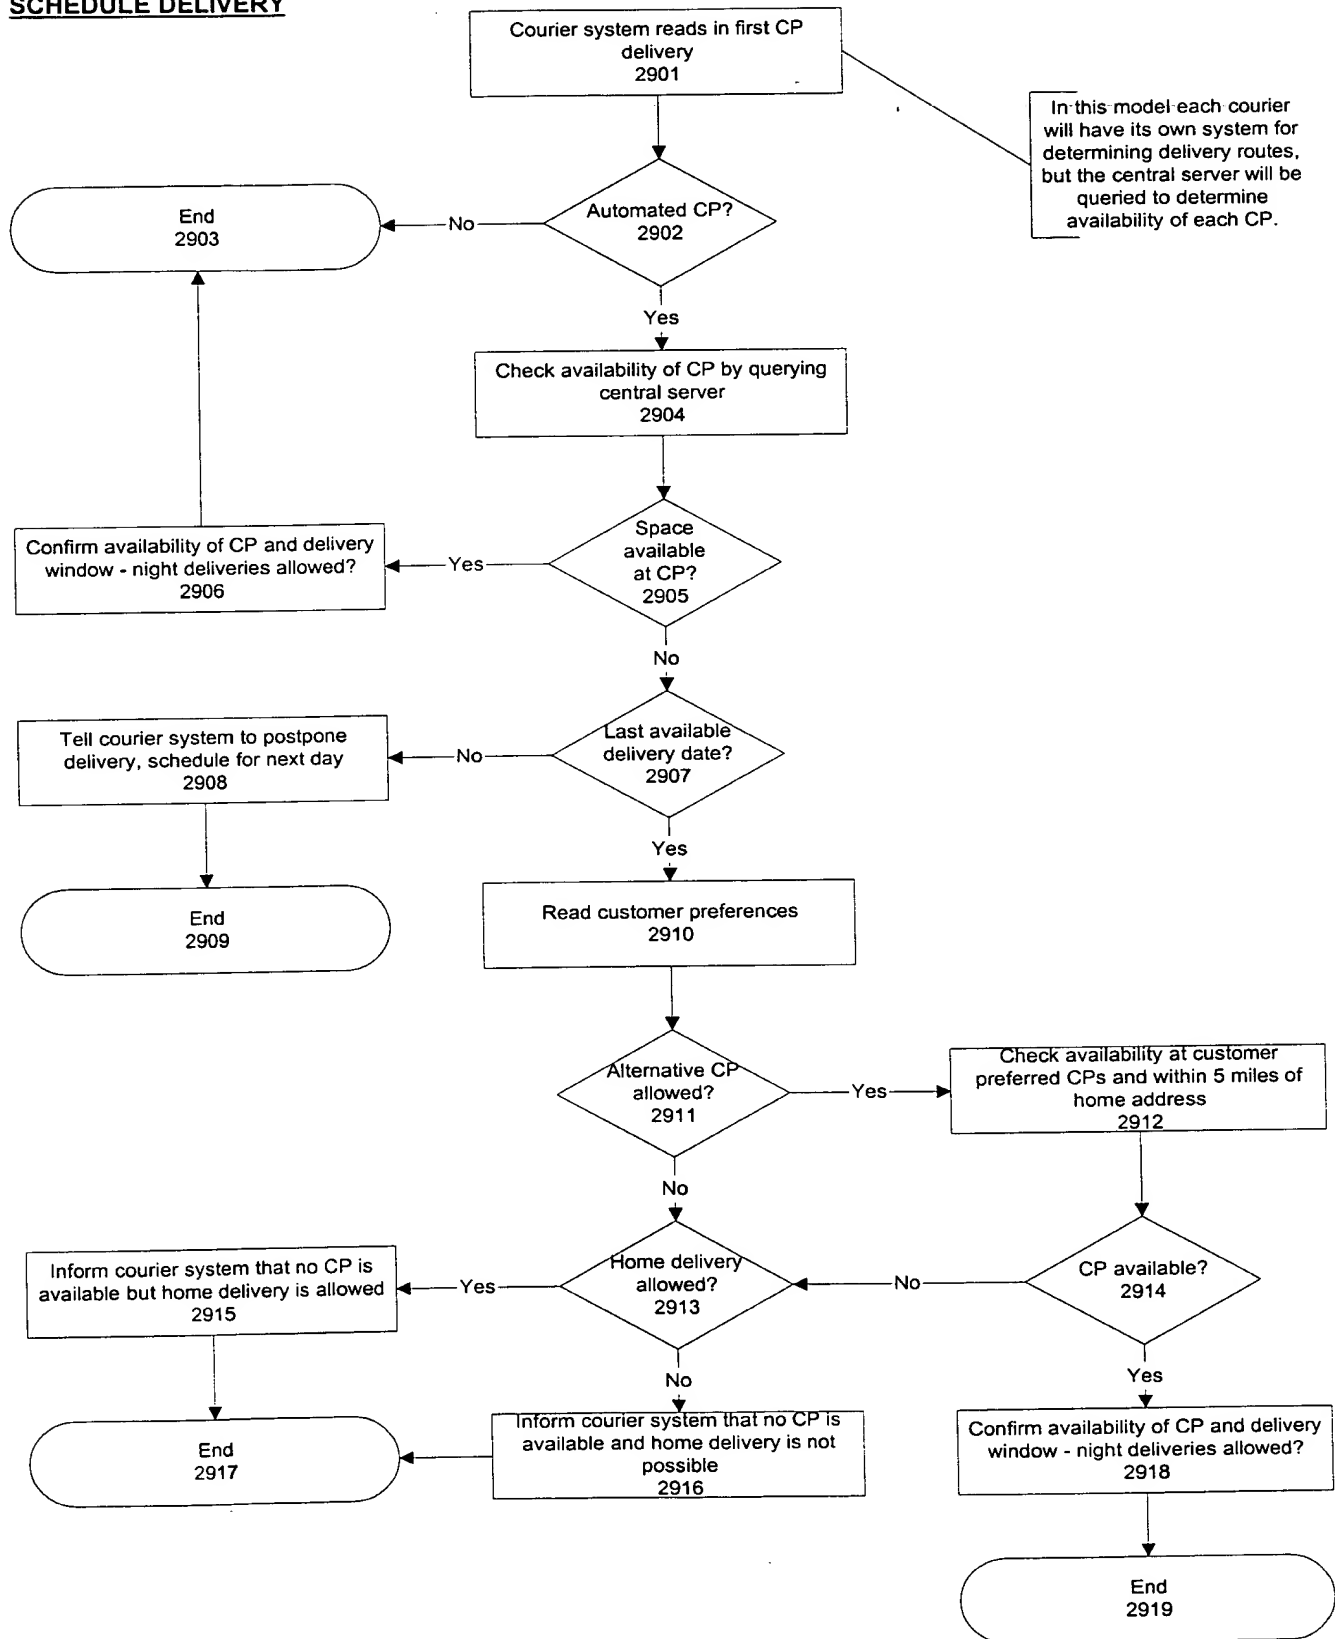 SCHEDULE DELIVERY
Courier system reads in first CP
delivery
2901
In this model each courier
will have its own system for
determining delivery routes,
but the central server will be
queried to determine
availability of each CP.
Automated CP?
2902
No
End
2903
Yes
Check availability of CP by querying
central server
2904
Space
available
at CP?
2905
Yes
Confirm availability of CP and delivery
window - night deliveries allowed?
2906
No
Last available
delivery date?
2907
No
Tell courier system to postpone
delivery, schedule for next day
2908
End
2909
Yes
Read customer preferences
2910
Alternative CP
allowed?
2911
Yes
Check availability at customer
preferred CPs and within 5 miles of
home address
2912
No
Home delivery
allowed?
2913
No
CP available?
2914
Yes
Inform courier system that no CP is
available but home delivery is allowed
2915
No
Inform courier system that no CP is
available and home delivery is not
possible
2916
End
2917
Yes
Confirm availability of CP and delivery
window - night deliveries allowed?
2918
End
2919